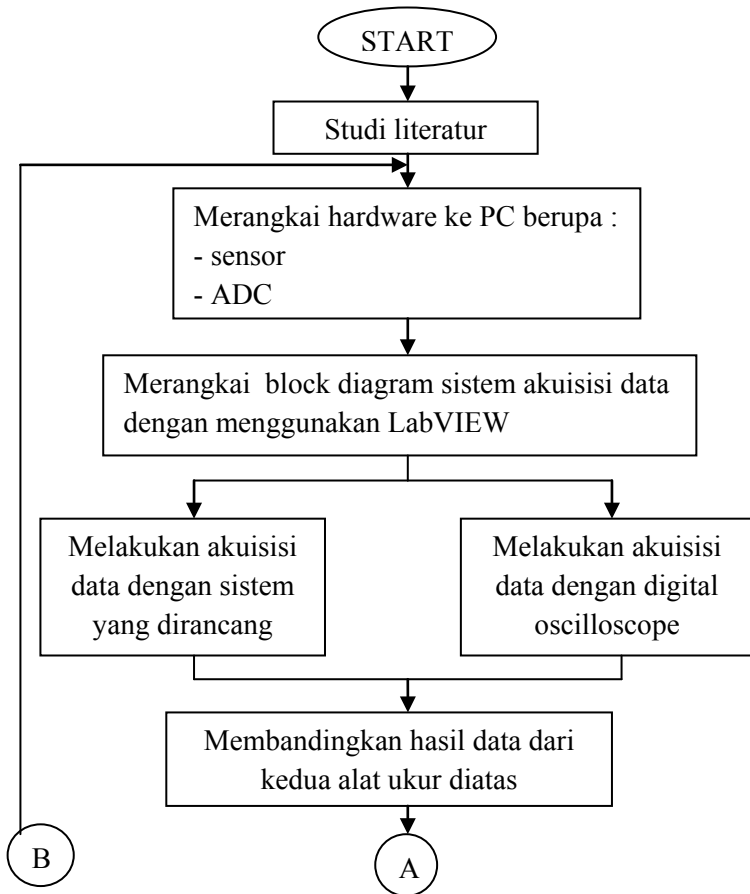 START
Studi literatur
Merangkai hardware ke PC berupa :
- sensor
- ADC
Merangkai block diagram sistem akuisisi data
dengan menggunakan LabVIEW
Melakukan akuisisi
data dengan sistem
yang dirancang
Melakukan akuisisi
data dengan digital
oscilloscope
Membandingkan hasil data dari
kedua alat ukur diatas
B
A